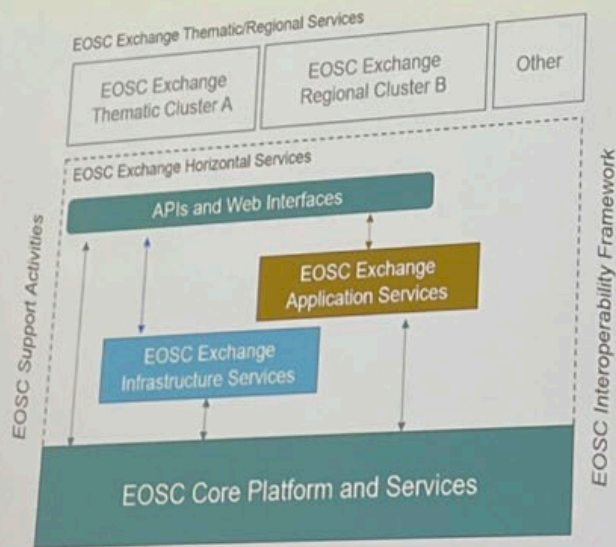 EOSC Exchange Thematic/Regional Services
EOSC Exchange
Thematic Cluster A
EOSC Exchange
Regional Cluster B
Other
EOSC Exchange Horizontal Services
APIs and Web Interfaces
EOSC Exchange
Application Services
EOSC Exchange
Infrastructure Services
EOSC Core Platform and Services
EOSC Support Activities
EOSC Interoperability Framework